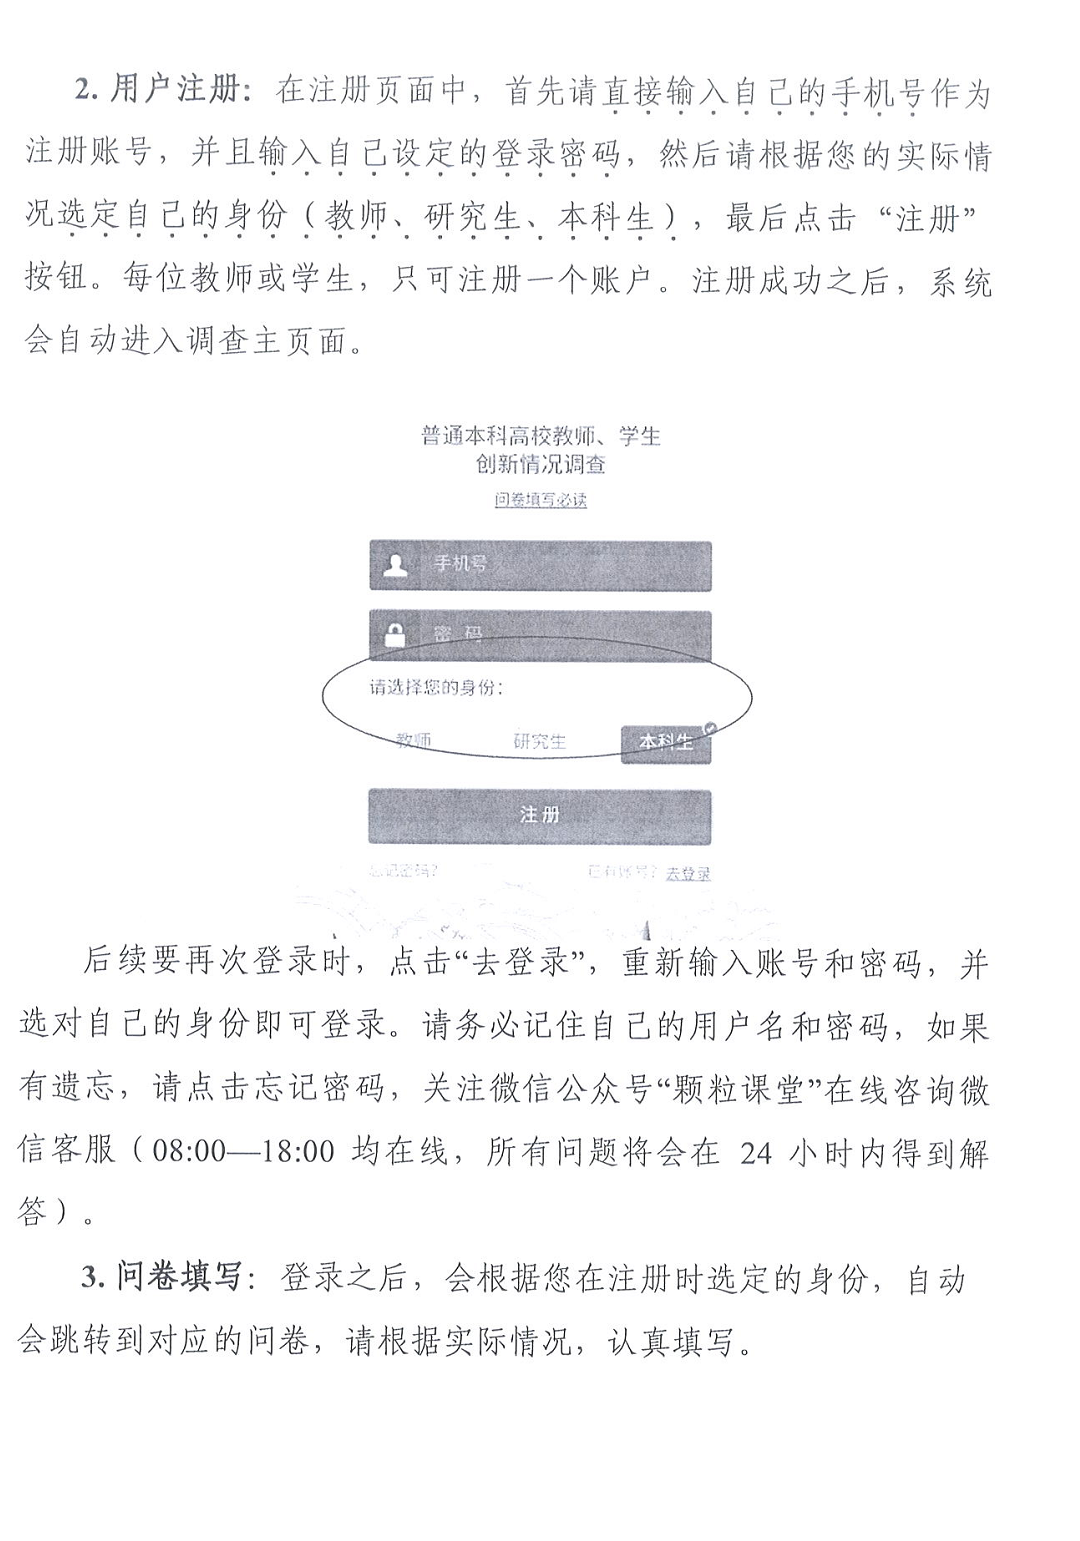 2. 用户注册：在注册页面中，首先请直接输入自己的手机号作为
注册账号，并且输入自己设定的登录密码，然后请根据您的实际情
况选定自己的身份（教师、研究生、本科生），最后点击“注册”
按钮。每位教师或学生，只可注册一个账户。注册成功之后，系统
会自动进入调查主页面。
普通本科高校教师、学生
创新情况调查
问卷填写必读
手机号
密 码
请选择您的身份：
教师 研究生 本科生
注册
忘记密码？ 已有账号？去登录
后续要再次登录时，点击“去登录”，重新输入账号和密码，并
选对自己的身份即可登录。请务必记住自己的用户名和密码，如果
有遗忘，请点击忘记密码，关注微信公众号“颗粒课堂”在线咨询微
信客服（08:00—18:00 均在线，所有问题将会在 24 小时内得到解
答）。
3. 问卷填写：登录之后，会根据您在注册时选定的身份，自动
会跳转到对应的问卷，请根据实际情况，认真填写。